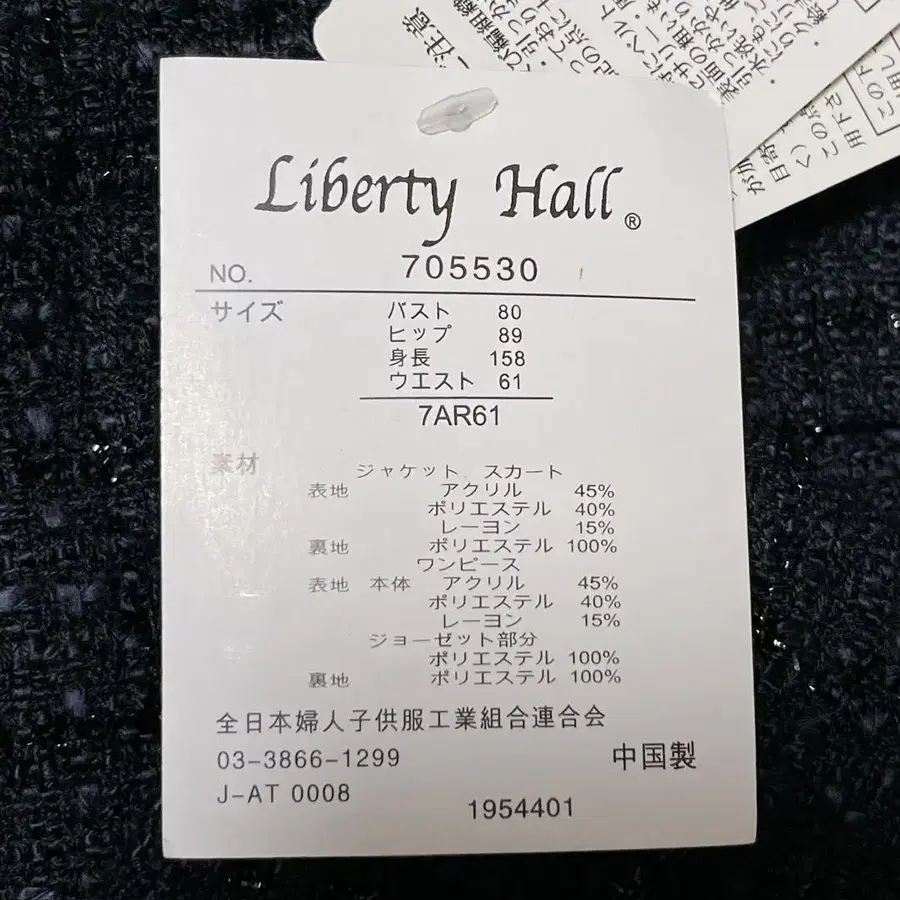 Liberty Hall ®
NO. 705530
サイズ バスト 80
ヒップ 89
身長 158
ウエスト 61
7AR61
素材 ジャケット、スカート
表地 アクリル 45%
ポリエステル 40%
レーヨン 15%
裏地 ポリエステル 100%
ワンピース
表地 本体 アクリル 45%
ポリエステル 40%
レーヨン 15%
ジョーゼット部分
ポリエステル 100%
裏地 ポリエステル 100%
全日本婦人子供服工業組合連合会
03-3866-1299 中国製
J-AT 0008
1954401
ご注意